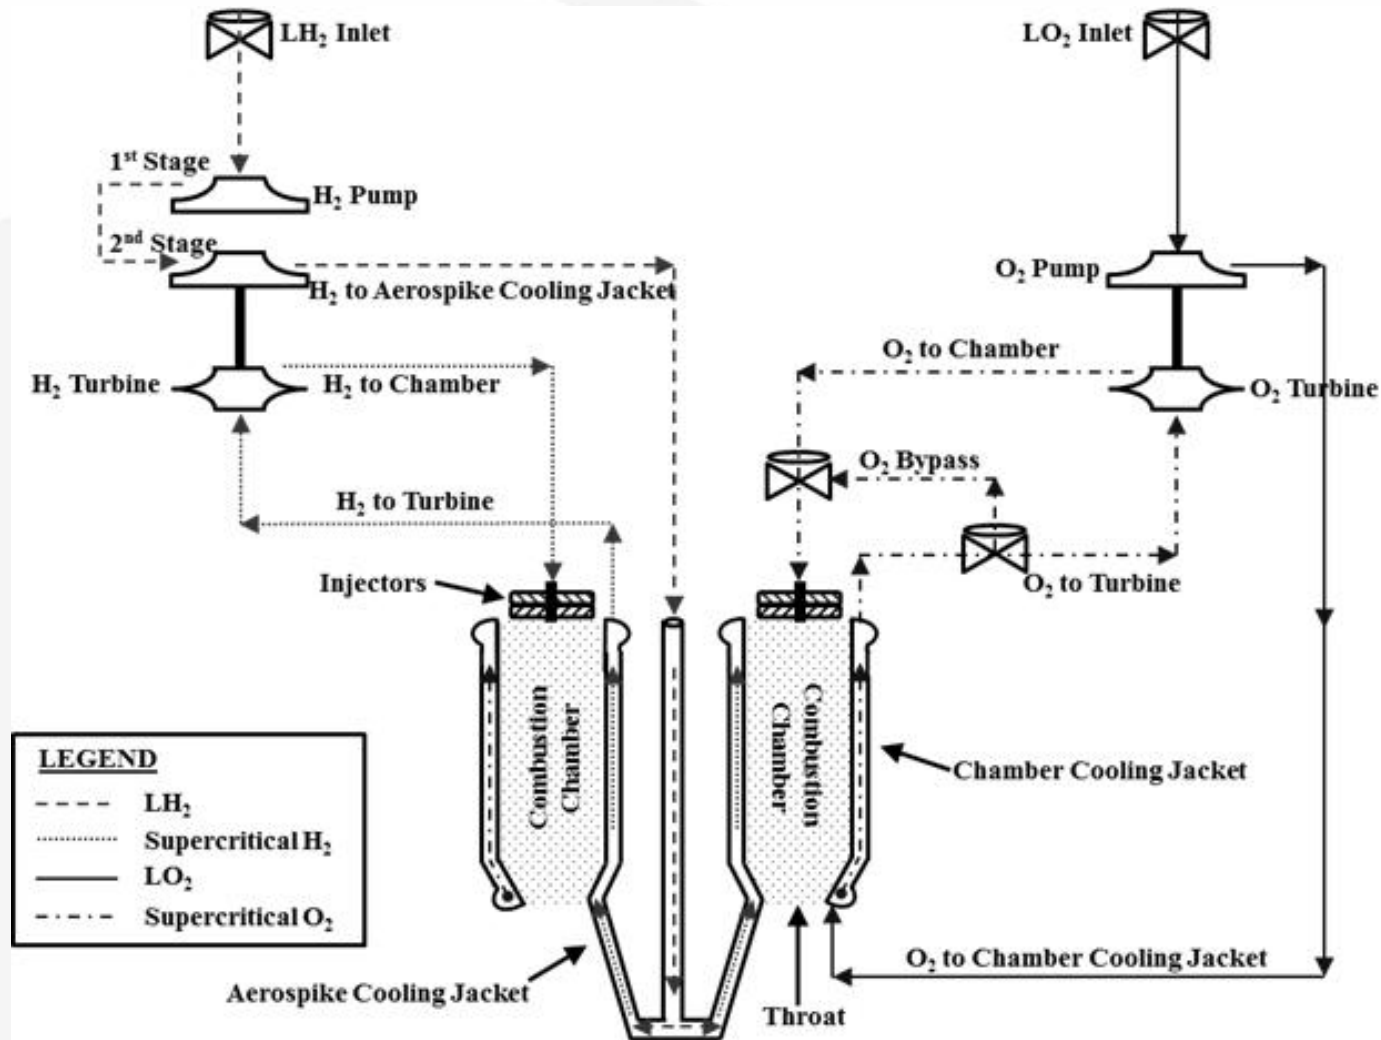 LH₂ Inlet
LO₂ Inlet
1st Stage
H₂ Pump
2nd Stage
H₂ to Aerospike Cooling Jacket
O₂ Pump
O₂ to Chamber
H₂ Turbine
H₂ to Chamber
O₂ Turbine
O₂ Bypass
H₂ to Turbine
Injectors
O₂ to Turbine
Combustion
Chamber
Combustion
Chamber
Chamber Cooling Jacket
LEGEND
LH₂
Supercritical H₂
LO₂
Supercritical O₂
O₂ to Chamber Cooling Jacket
Aerospike Cooling Jacket
Throat